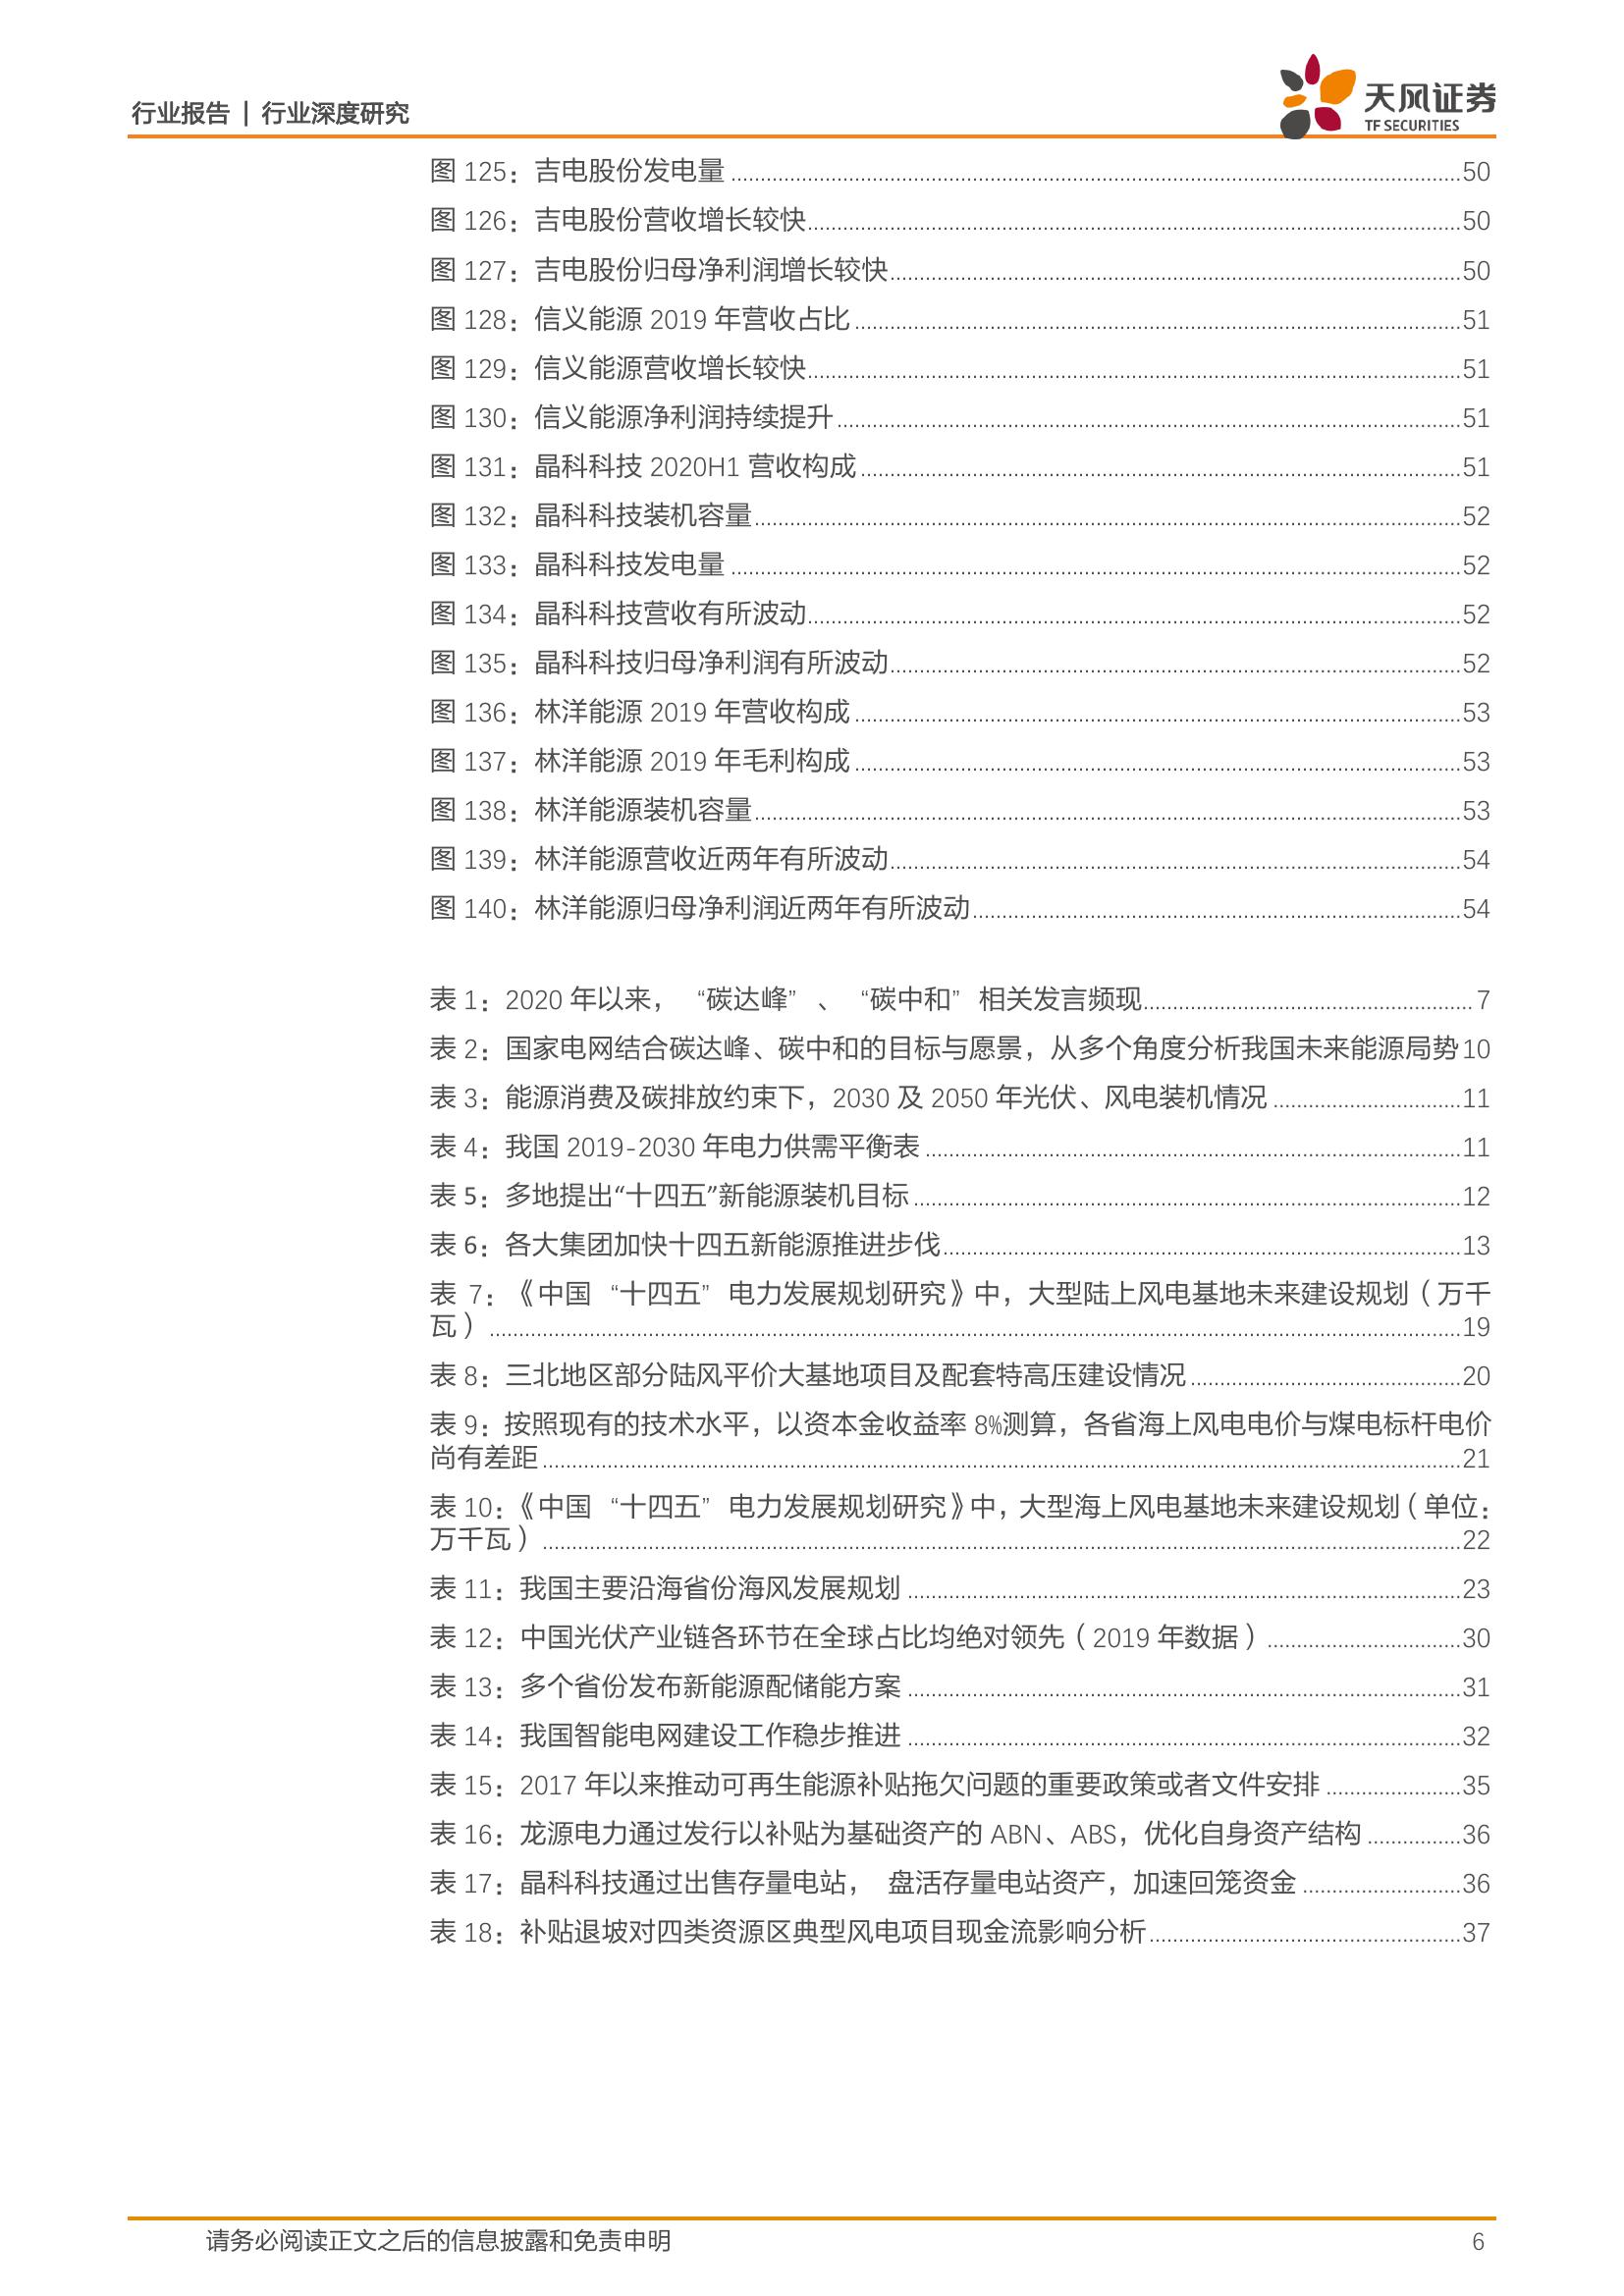 行业报告 | 行业深度研究
天风证券
TF SECURITIES
图 125：吉电股份发电量 ........ 50
图 126：吉电股份营收增长较快 ........ 50
图 127：吉电股份归母净利润增长较快 ........ 50
图 128：信义能源 2019 年营收占比 ........ 51
图 129：信义能源营收增长较快 ........ 51
图 130：信义能源净利润持续提升 ........ 51
图 131：晶科科技 2020H1 营收构成 ........ 51
图 132：晶科科技装机容量 ........ 52
图 133：晶科科技发电量 ........ 52
图 134：晶科科技营收有所波动 ........ 52
图 135：晶科科技归母净利润有所波动 ........ 52
图 136：林洋能源 2019 年营收构成 ........ 53
图 137：林洋能源 2019 年毛利构成 ........ 53
图 138：林洋能源装机容量 ........ 53
图 139：林洋能源营收近两年有所波动 ........ 54
图 140：林洋能源归母净利润近两年有所波动 ........ 54
表 1：2020 年以来，“碳达峰”、“碳中和”相关发言频现 ........ 7
表 2：国家电网结合碳达峰、碳中和的目标与愿景，从多个角度分析我国未来能源局势 10
表 3：能源消费及碳排放约束下，2030 及 2050 年光伏、风电装机情况 ........ 11
表 4：我国 2019-2030 年电力供需平衡表 ........ 11
表 5：多地提出“十四五”新能源装机目标 ........ 12
表 6：各大集团加快十四五新能源推进步伐 ........ 13
表 7：《中国“十四五”电力发展规划研究》中，大型陆上风电基地未来建设规划（万千
瓦） ........ 19
表 8：三北地区部分陆风平价大基地项目及配套特高压建设情况 ........ 20
表 9：按照现有的技术水平，以资本金收益率 8%测算，各省海上风电电价与煤电标杆电价
尚有差距 ........ 21
表 10：《中国“十四五”电力发展规划研究》中，大型海上风电基地未来建设规划（单位：
万千瓦） ........ 22
表 11：我国主要沿海省份海风发展规划 ........ 23
表 12：中国光伏产业链各环节在全球占比均绝对领先（2019 年数据） ........ 30
表 13：多个省份发布新能源配储能方案 ........ 31
表 14：我国智能电网建设工作稳步推进 ........ 32
表 15：2017 年以来推动可再生能源补贴拖欠问题的重要政策或者文件安排 ........ 35
表 16：龙源电力通过发行以补贴为基础资产的 ABN、ABS，优化自身资产结构 ........ 36
表 17：晶科科技通过出售存量电站， 盘活存量电站资产，加速回笼资金 ........ 36
表 18：补贴退坡对四类资源区典型风电项目现金流影响分析 ........ 37
请务必阅读正文之后的信息披露和免责申明 6